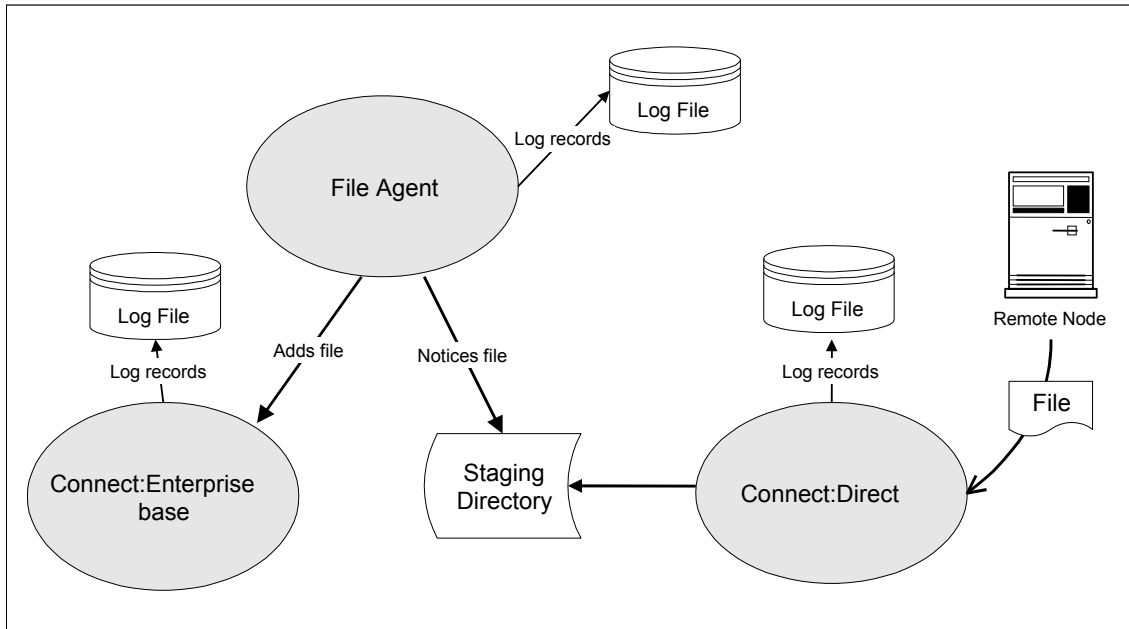 Log File
Log records
File Agent
Log File
Log File
Remote Node
Adds file
Notices file
Log records
Log records
File
Connect:Enterprise
base
Staging
Directory
Connect:Direct